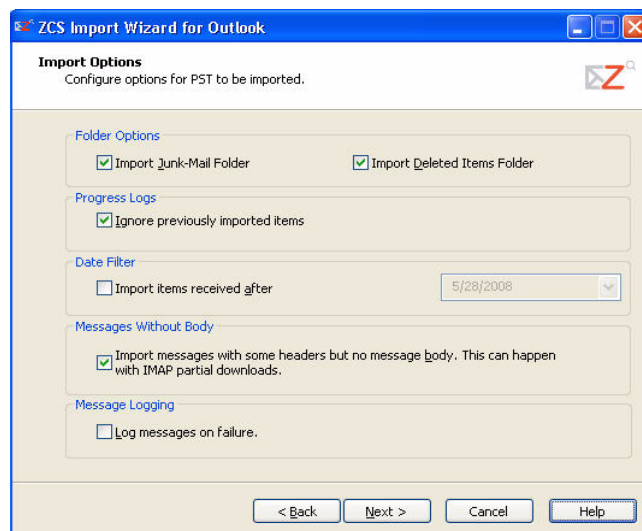 ZCS Import Wizard for Outlook
Import Options
Configure options for PST to be imported.
Z
Folder Options
Import Junk-Mail Folder
Import Deleted Items Folder
Progress Logs
Ignore previously imported items
Date Filter
Import items received after
5/28/2008
Messages Without Body
Import messages with some headers but no message body. This can happen
with IMAP partial downloads.
Message Logging
Log messages on failure.
< Back
Next >
Cancel
Help